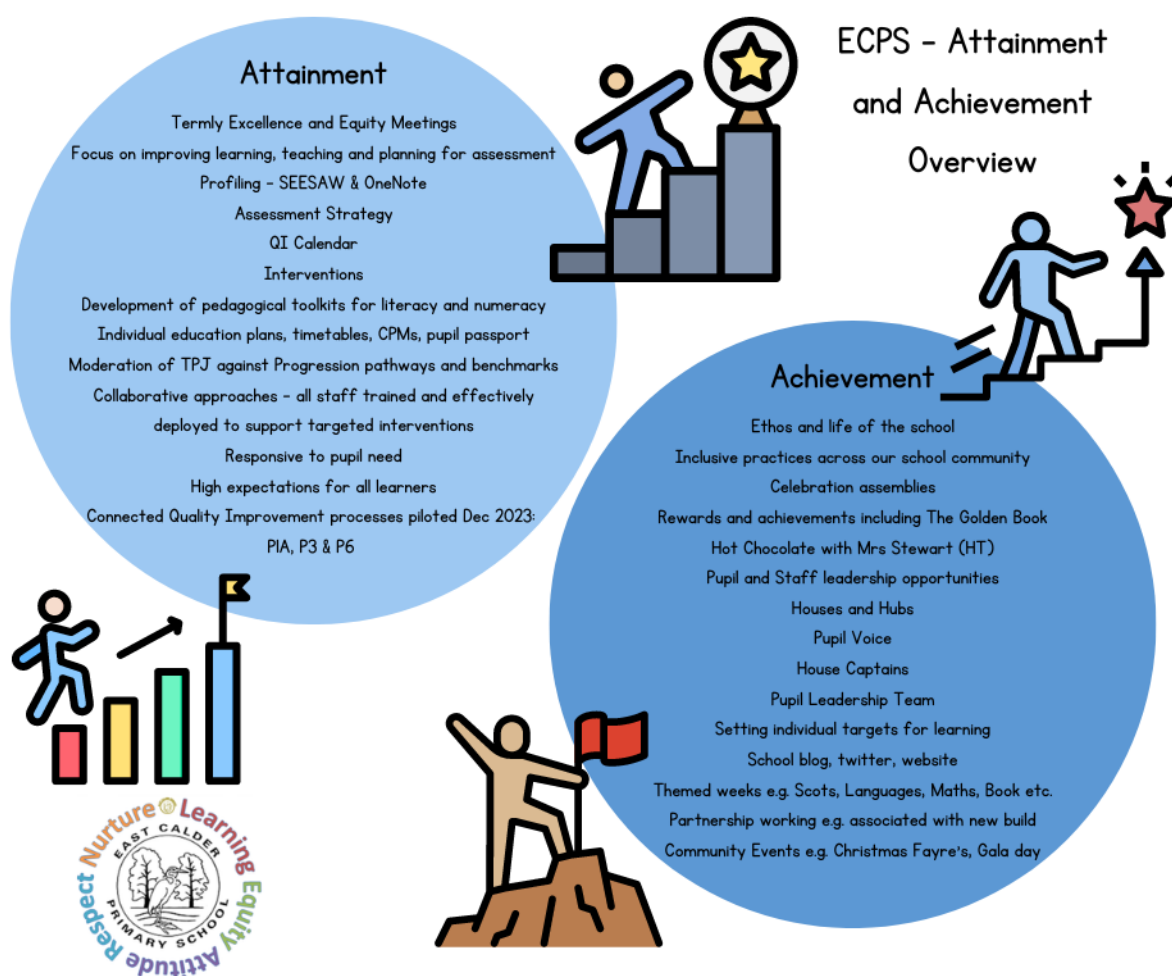 ECPS - Attainment
and Achievement
Overview
Attainment
Termly Excellence and Equity Meetings
Focus on improving learning, teaching and planning for assessment
Profiling - SEESAW & OneNote
Assessment Strategy
QI Calendar
Interventions
Development of pedagogical toolkits for literacy and numeracy
Individual education plans, timetables, CPMs, pupil passport
Moderation of TPJ against Progression pathways and benchmarks
Collaborative approaches - all staff trained and effectively
deployed to support targeted interventions
Responsive to pupil need
High expectations for all learners
Connected Quality Improvement processes piloted Dec 2023:
P1A, P3 & P6
Achievement
Ethos and life of the school
Inclusive practices across our school community
Celebration assemblies
Rewards and achievements including The Golden Book
Hot Chocolate with Mrs Stewart (HT)
Pupil and Staff leadership opportunities
Houses and Hubs
Pupil Voice
House Captains
Pupil Leadership Team
Setting individual targets for learning
School blog, twitter, website
Themed weeks e.g. Scots, Languages, Maths, Book etc.
Partnership working e.g. associated with new build
Community Events e.g. Christmas Fayre's, Gala day
Nurture Learning Equity Attitude Respect
EAST CALDER
PRIMARY SCHOOL